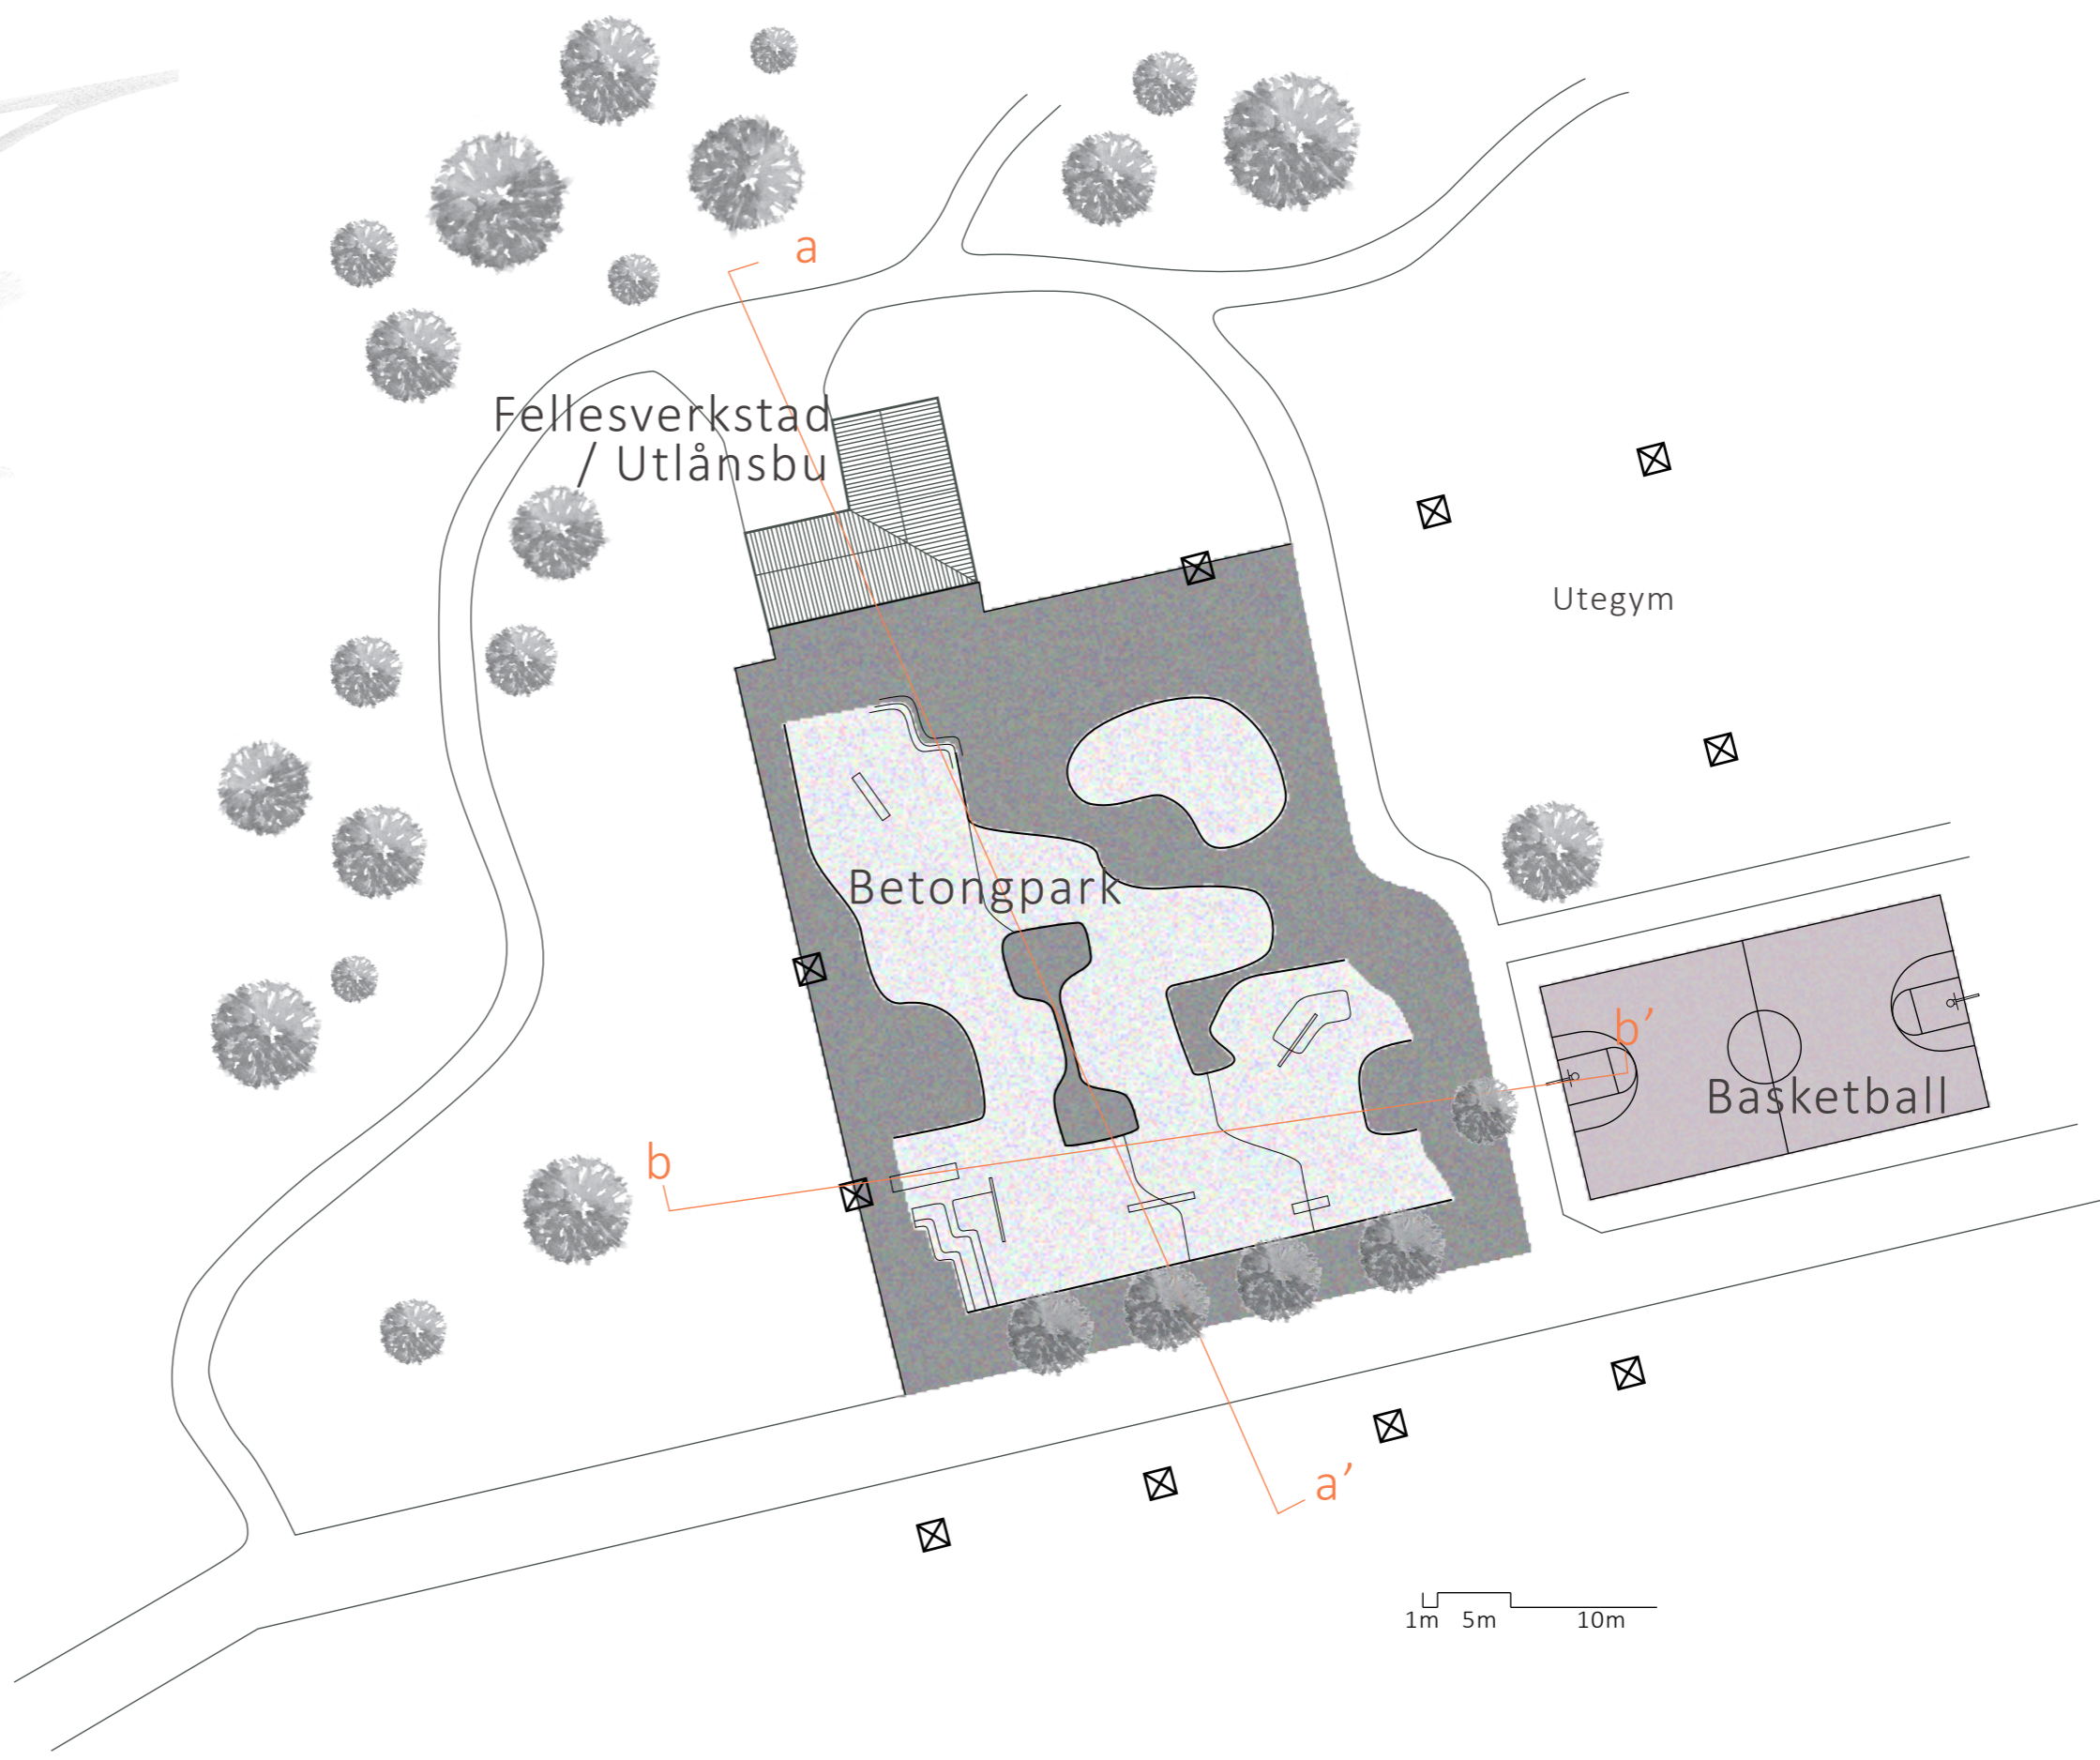 a
Fellesverkstad
/ Utlånsbu
Utegym
Betongpark
b'
Basketball
b
a'
1m 5m 10m